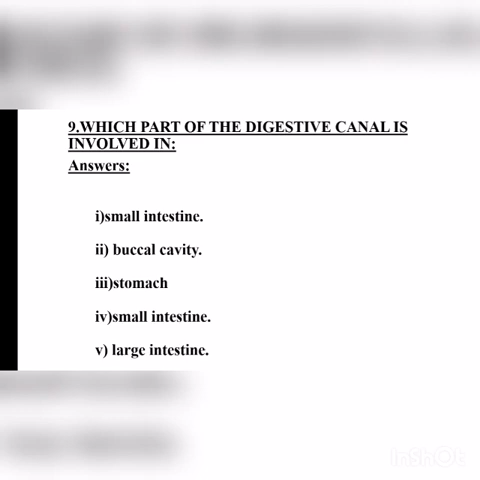 9.WHICH PART OF THE DIGESTIVE CANAL IS
INVOLVED IN:
Answers:
i)small intestine.
ii) buccal cavity.
iii)stomach
iv)small intestine.
v) large intestine.
InShOt